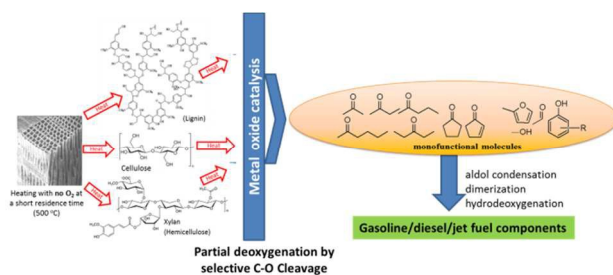 Heat
(Lignin)
Heat
Heating with no O2 at
a short residence time
(500 °C)
Heat
Cellulose
Heat
Heat
Xylan
(Hemicellulose)
Heat
Metal oxide catalysis
Partial deoxygenation by
selective C-O Cleavage
monofunctional molecules
aldol condensation
dimerization
hydrodeoxygenation
Gasoline/diesel/jet fuel components